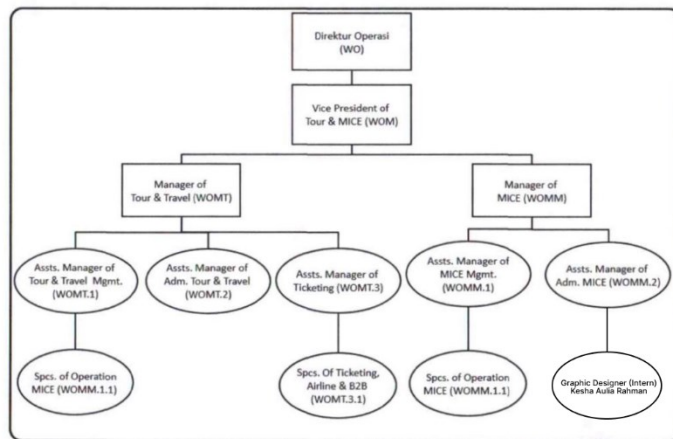 Direktur Operasi
(WO)
Vice President of
Tour & MICE (WOM)
Manager of
Tour & Travel (WOMT)
Manager of
MICE (WOMM)
Assts. Manager of
Tour & Travel Mgmt.
(WOMT.1)
Assts. Manager of
Adm. Tour & Travel
(WOMT.2)
Assts. Manager of
Ticketing (WOMT.3)
Assts. Manager of
MICE Mgmt.
(WOMM.1)
Assts. Manager of
Adm. MICE (WOMM.2)
Spcs. of Operation
MICE (WOMM.1.1)
Spcs. Of Ticketing,
Airline & B2B
(WOMT.3.1)
Spcs. of Operation
MICE (WOMM.1.1)
Graphic Designer (Intern)
Kesha Aulia Rahman